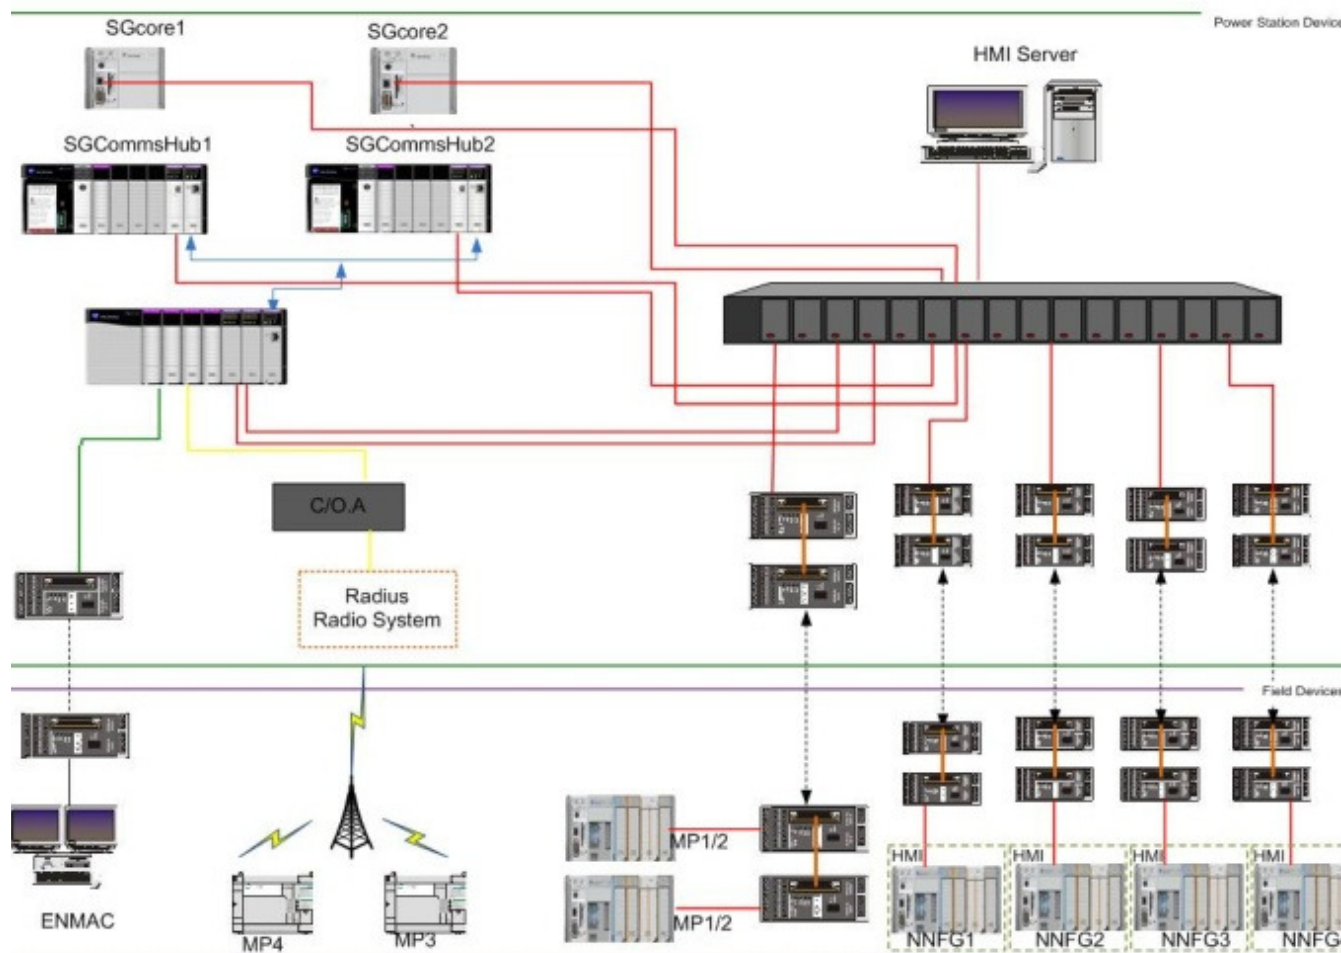 Power Station Device
SGcore1
SGcore2
HMI Server
SGCommsHub1
SGCommsHub2
C/O.A
Radius
Radio System
Field Devices
MP1/2
MP1/2
ENMAC
MP4
MP3
HMI
HMI
HMI
HMI
NNFG1
NNFG2
NNFG3
NNFG